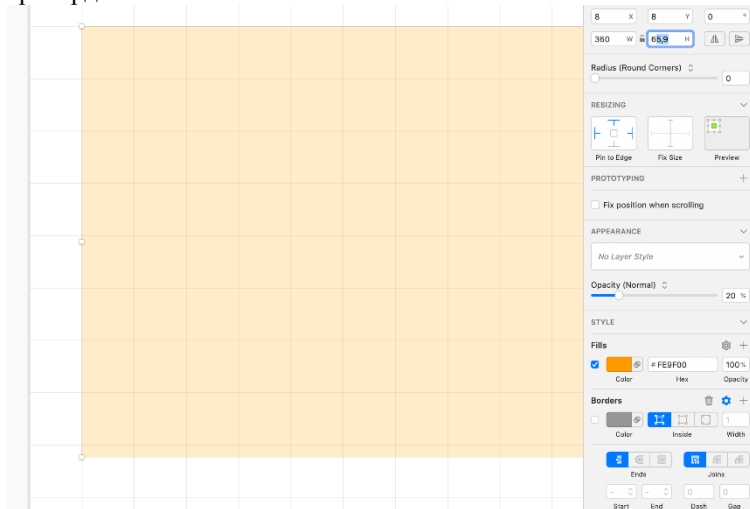 8 X 8 Y 0 °
360 W 65,9 H
Radius (Round Corners)
0
RESIZING
Pin to Edge Fix Size Preview
PROTOTYPING
Fix position when scrolling
APPEARANCE
No Layer Style
Opacity (Normal)
20 %
STYLE
Fills
# FE9F00 100%
Color Hex Opacity
Borders
1
Color Inside Width
Ends Joins
- - 0 0
Start End Dash Gap